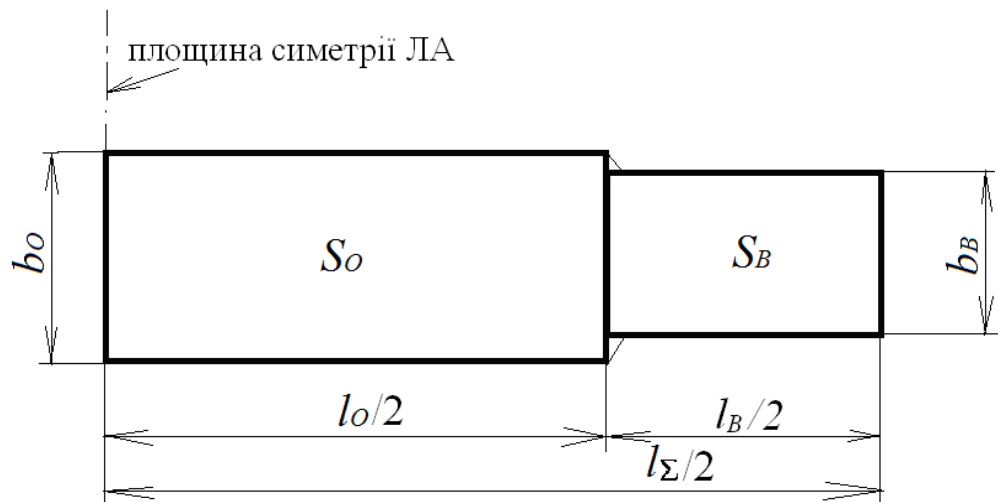 площина симетрії ЛА
bO
SO
SB
bB
lO/2
lB/2
lΣ/2